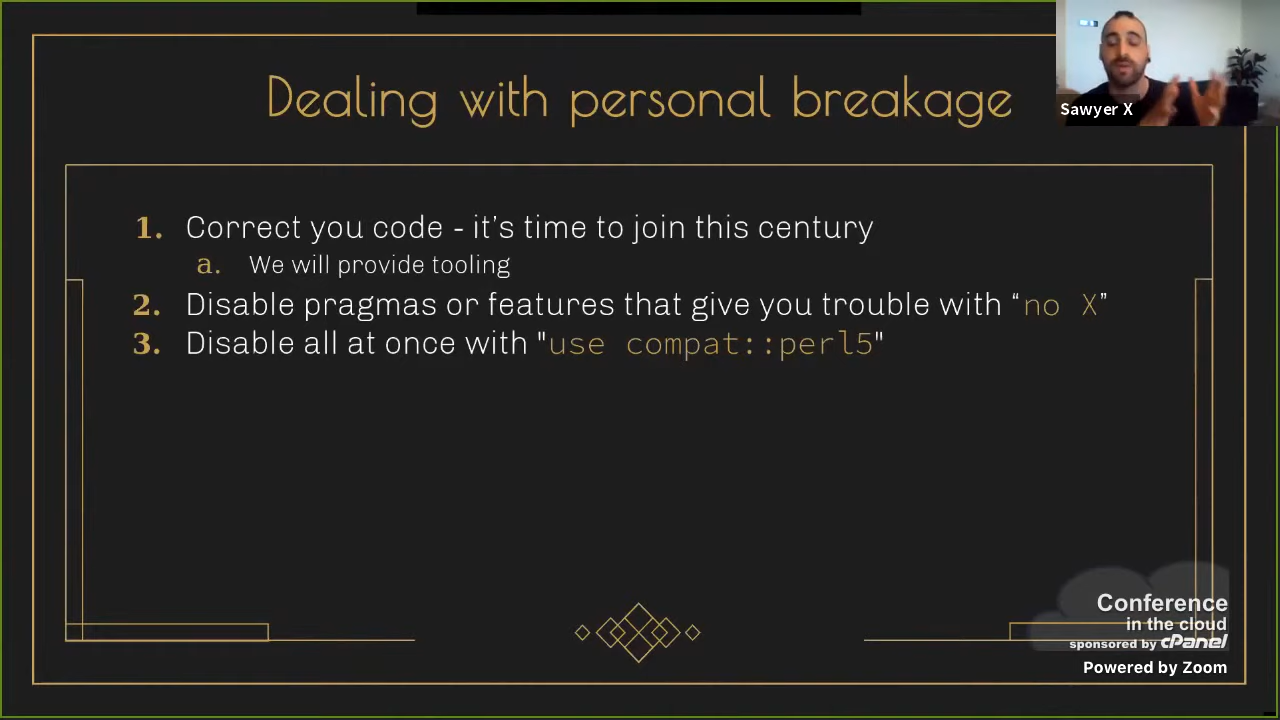 Dealing with personal breakage
Sawyer X
1. Correct you code - it's time to join this century
a. We will provide tooling
2. Disable pragmas or features that give you trouble with “no X”
3. Disable all at once with "use compat::perl5"
Conference
in the cloud
sponsored by cPanel
Powered by Zoom